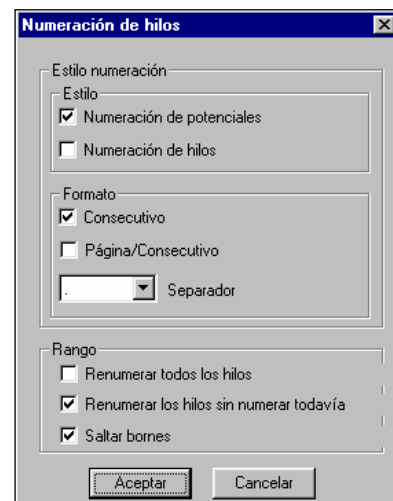 Numeración de hilos
Estilo numeración
Estilo
Numeración de potenciales
Numeración de hilos
Formato
Consecutivo
Página/Consecutivo
. Separador
Rango
Renumerar todos los hilos
Renumerar los hilos sin numerar todavía
Saltar bornes
Aceptar Cancelar